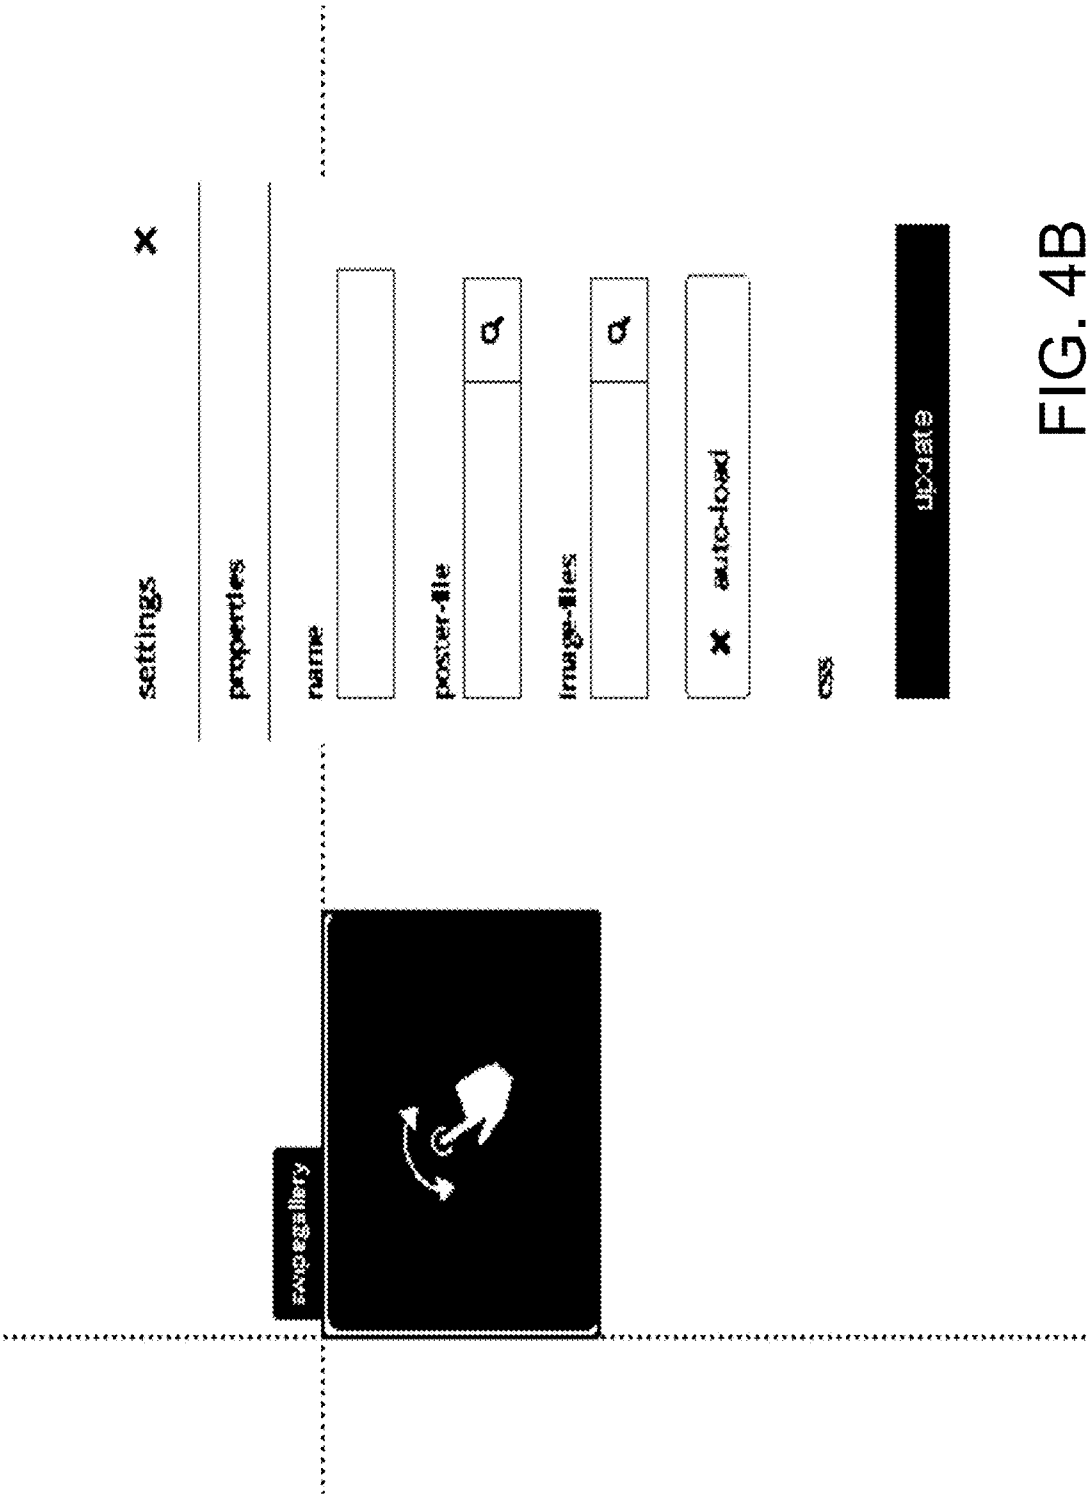 swipegallery
settings x
properties
name
poster-file
image-files
x auto-load
css
update
FIG. 4B